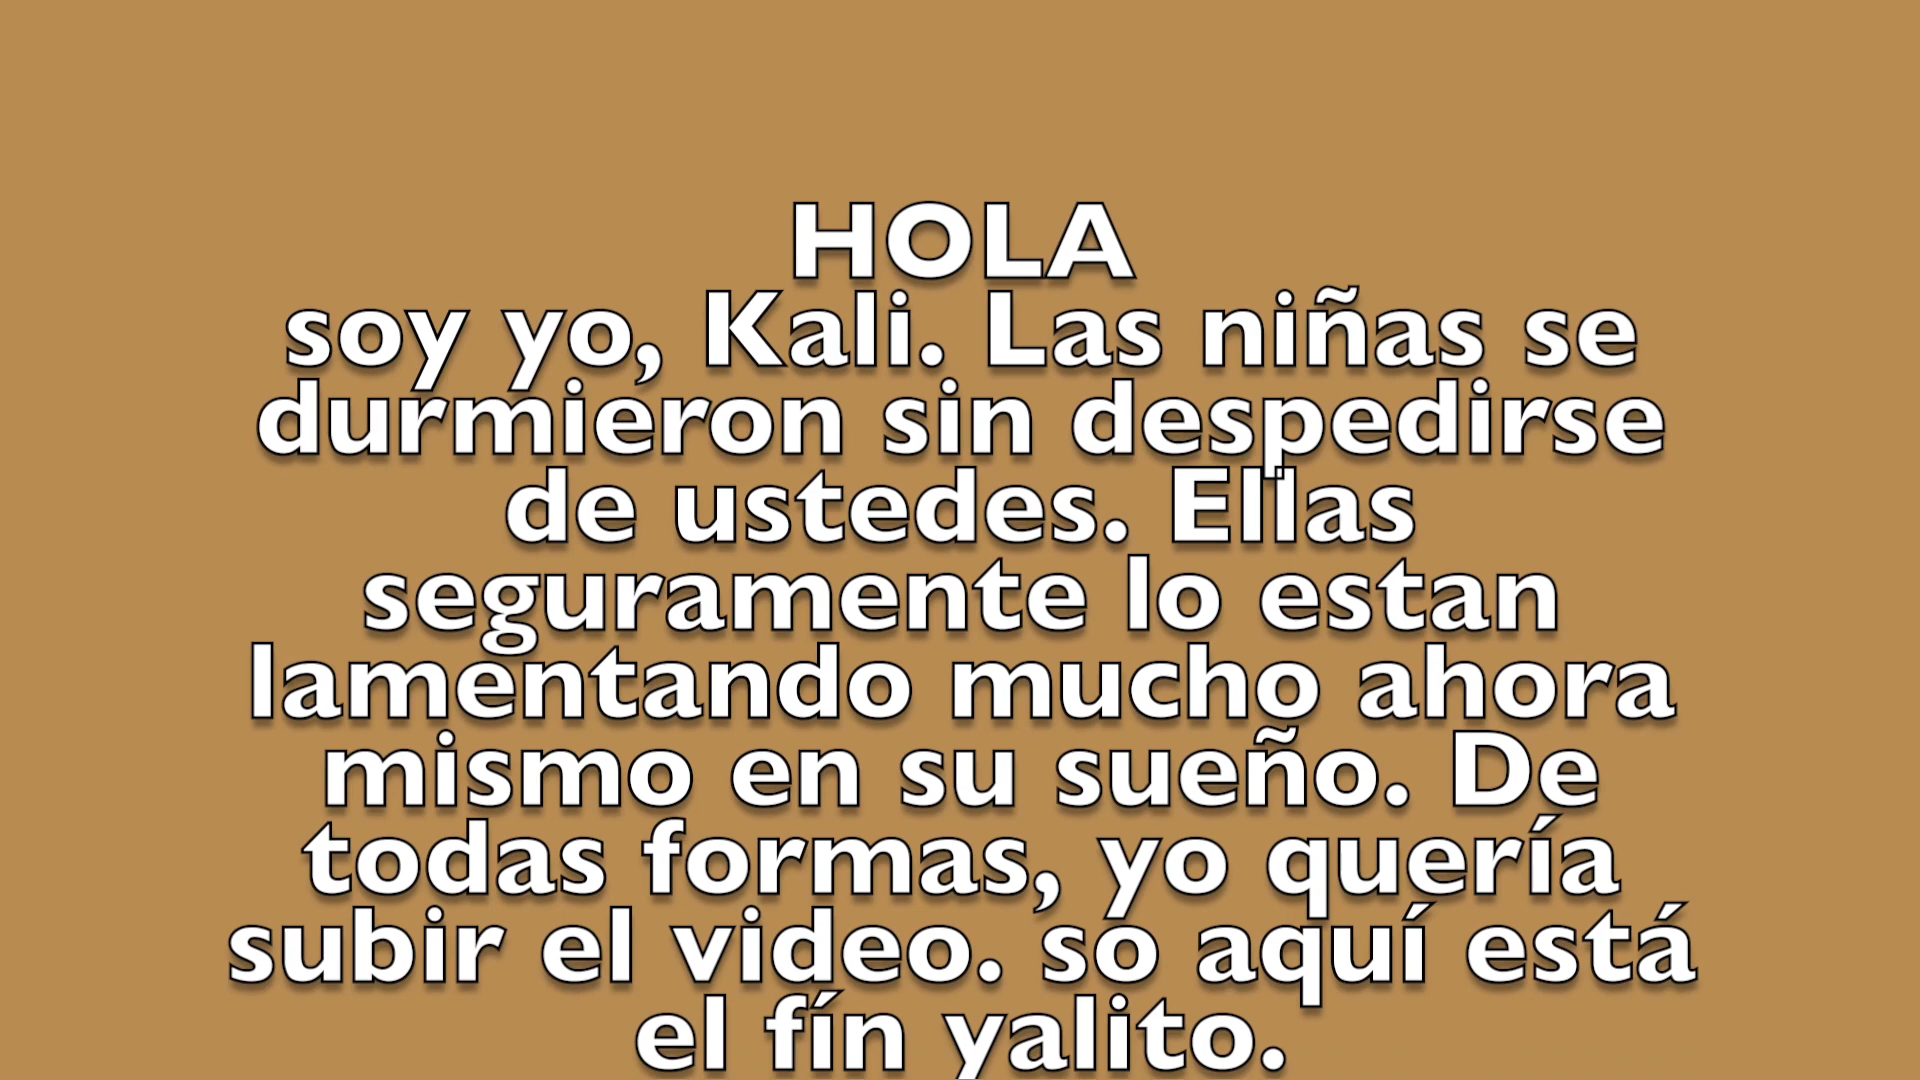 HOLA
soy yo, Kali. Las niñas se
durmieron sin despedirse
de ustedes. Ellas
seguramente lo estan
lamentando mucho ahora
mismo en su sueño. De
todas formas, yo quería
subir el video. so aquí está
el fín yalito.